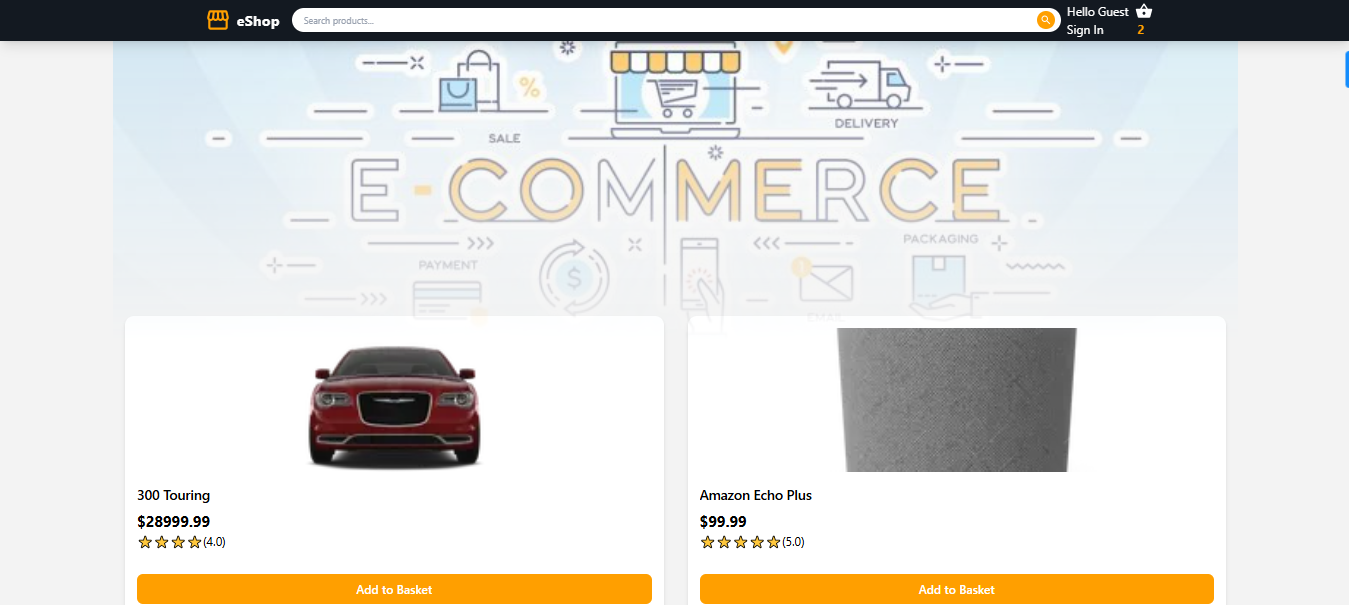 eShop
Search products...
Hello Guest
Sign In
2
%
SALE
DELIVERY
E-COMMERCE
PAYMENT
$
1
EMAIL
PACKAGING
300 Touring
$28999.99
(4.0)
Add to Basket
Amazon Echo Plus
$99.99
(5.0)
Add to Basket